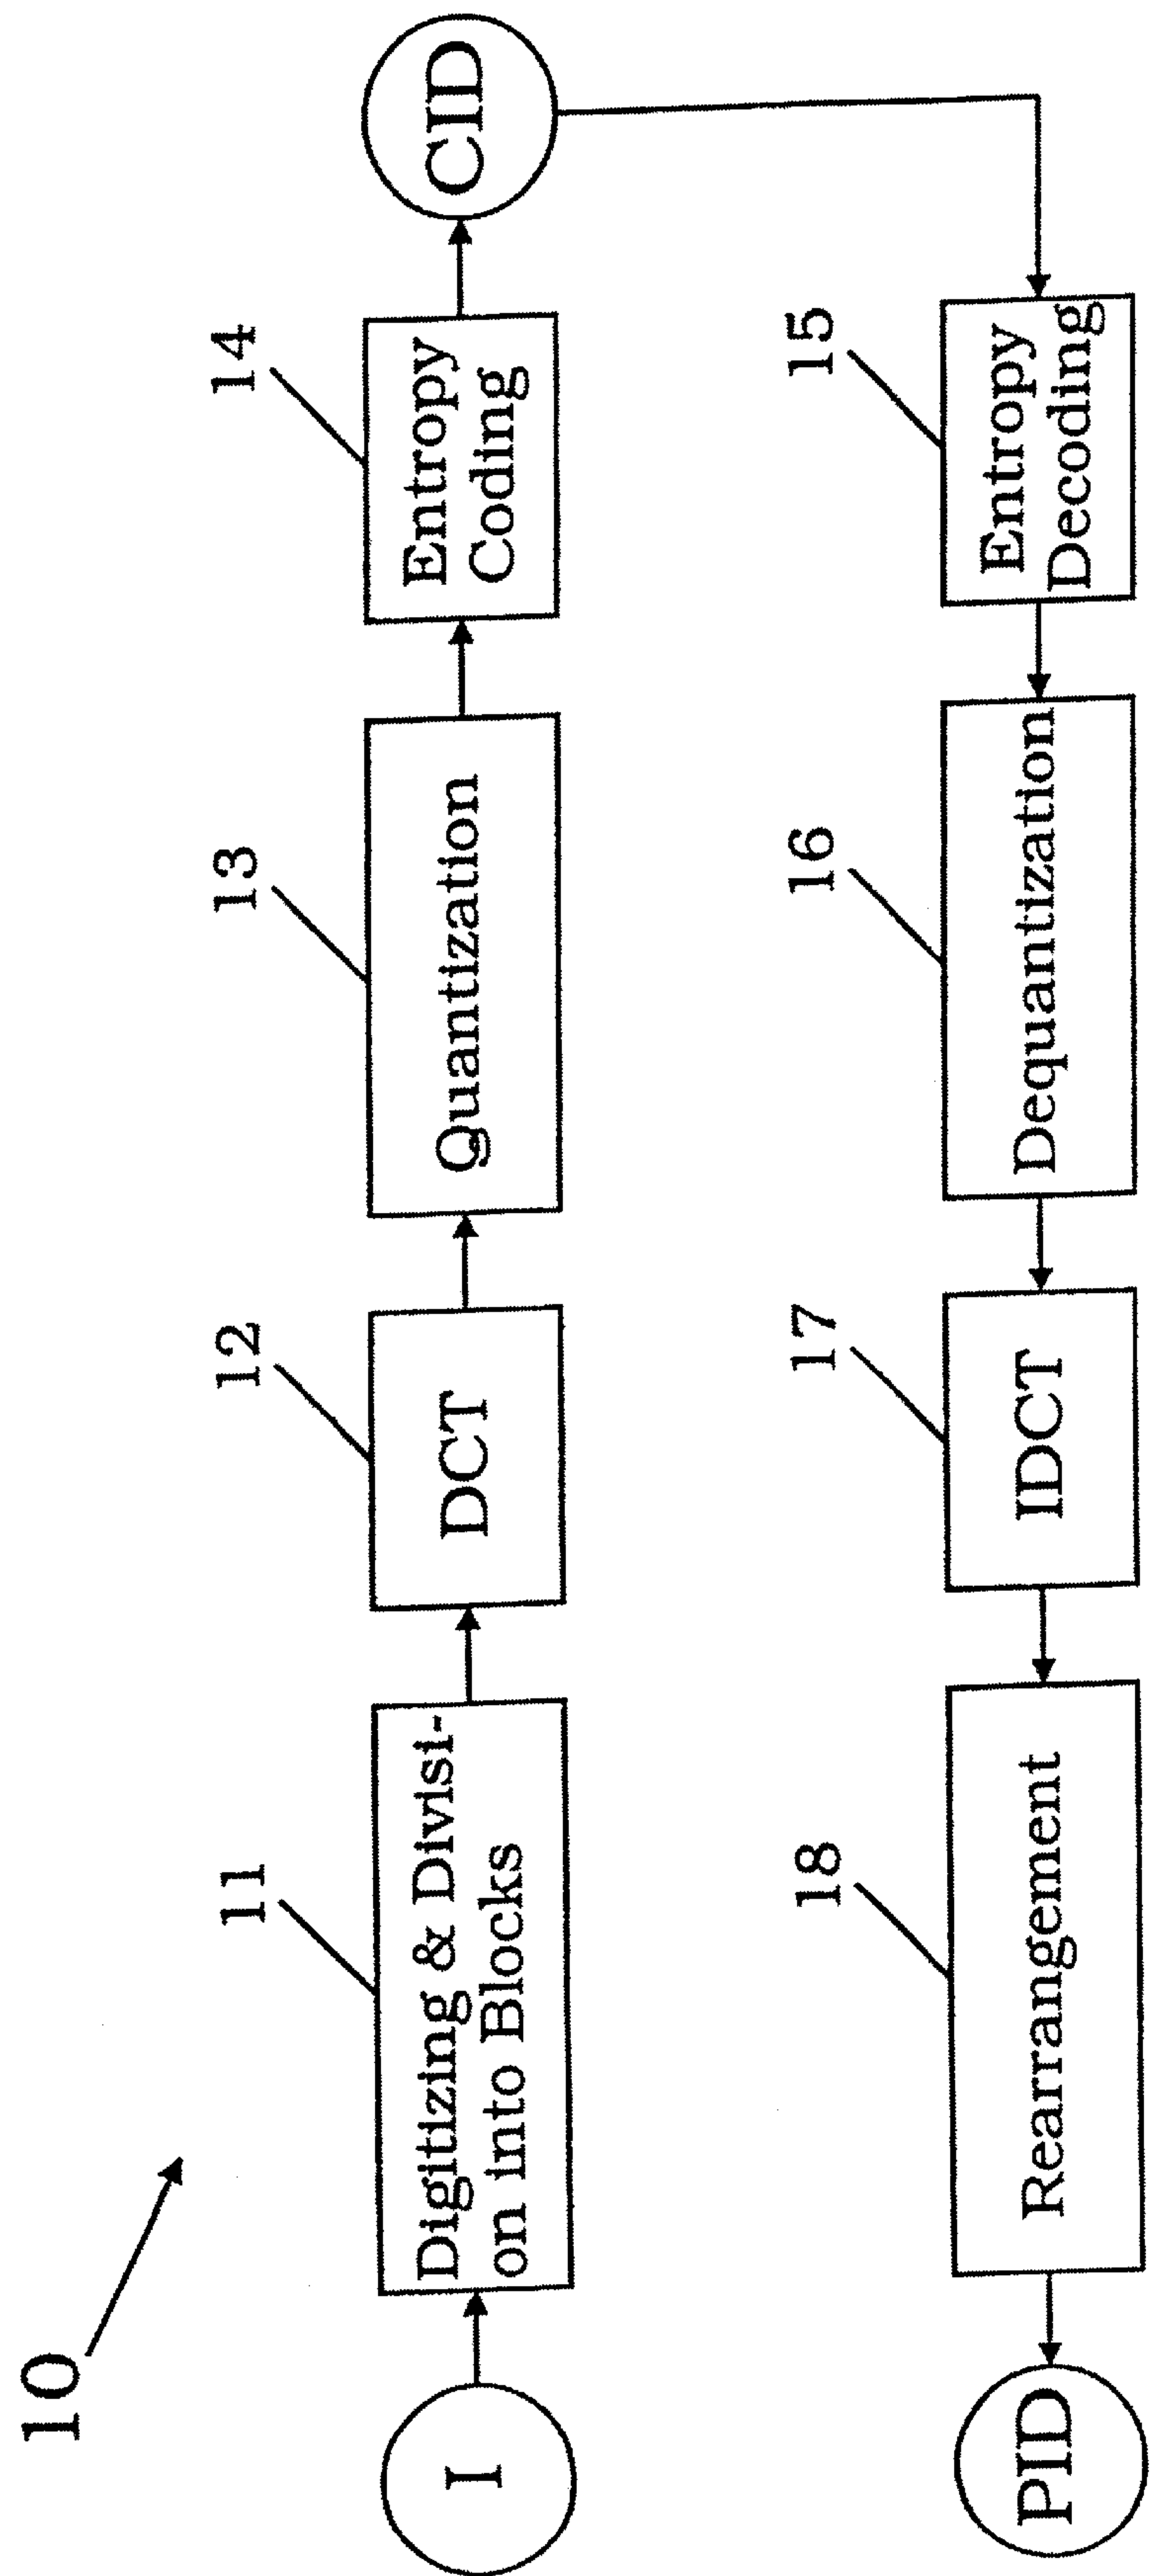 10
11
12
13
14
I
Digitizing & Divisi-
on into Blocks
DCT
Quantization
Entropy
Coding
CID
18
17
16
15
PID
Rearrangement
IDCT
Dequantization
Entropy
Decoding